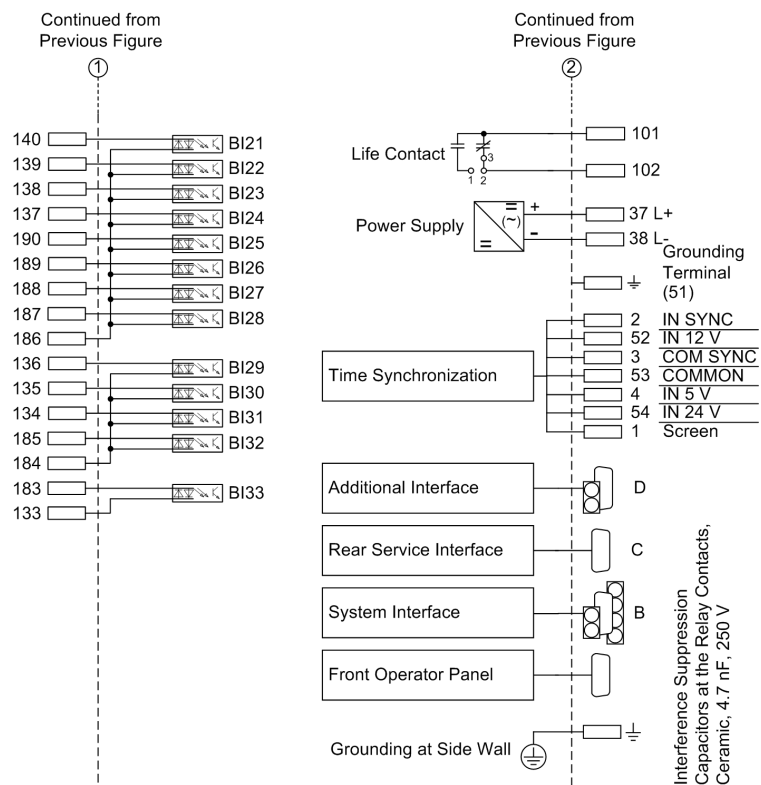 Continued from
Previous Figure
1
140
BI21
139
BI22
138
BI23
137
BI24
190
BI25
189
BI26
188
BI27
187
BI28
186
136
BI29
135
BI30
134
BI31
185
BI32
184
183
BI33
133
Continued from
Previous Figure
2
Life Contact
3
1 2
101
102
Power Supply
=
(~)
=
+
-
37 L+
38 L-
Grounding
Terminal
(51)
Time Synchronization
2 IN SYNC
52 IN 12 V
3 COM SYNC
53 COMMON
4 IN 5 V
54 IN 24 V
1 Screen
Additional Interface
D
Rear Service Interface
C
System Interface
B
Front Operator Panel
Grounding at Side Wall
Interference Suppression
Capacitors at the Relay Contacts,
Ceramic, 4.7 nF, 250 V